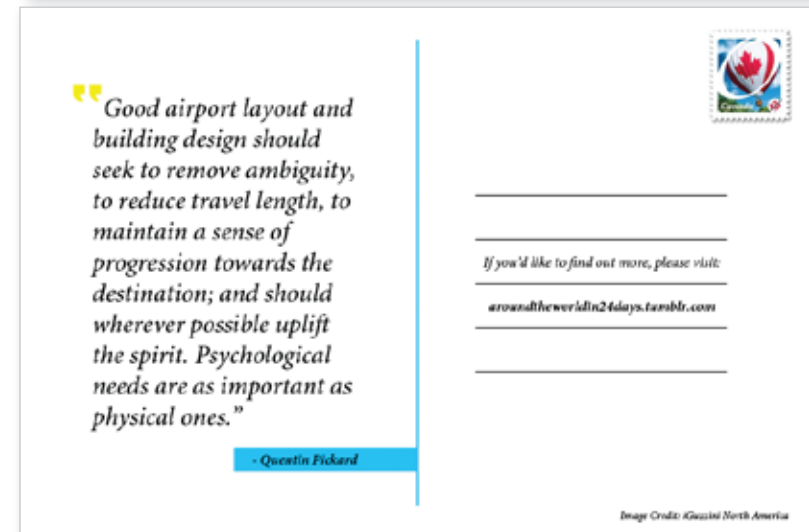 "Good airport layout and
building design should
seek to remove ambiguity,
to reduce travel length, to
maintain a sense of
progression towards the
destination; and should
wherever possible uplift
the spirit. Psychological
needs are as important as
physical ones."
- Quentin Pickard
Canada
If you'd like to find out more, please visit:
aroundtheworldin24days.tumblr.com
Image Credit: iGuzzini North America